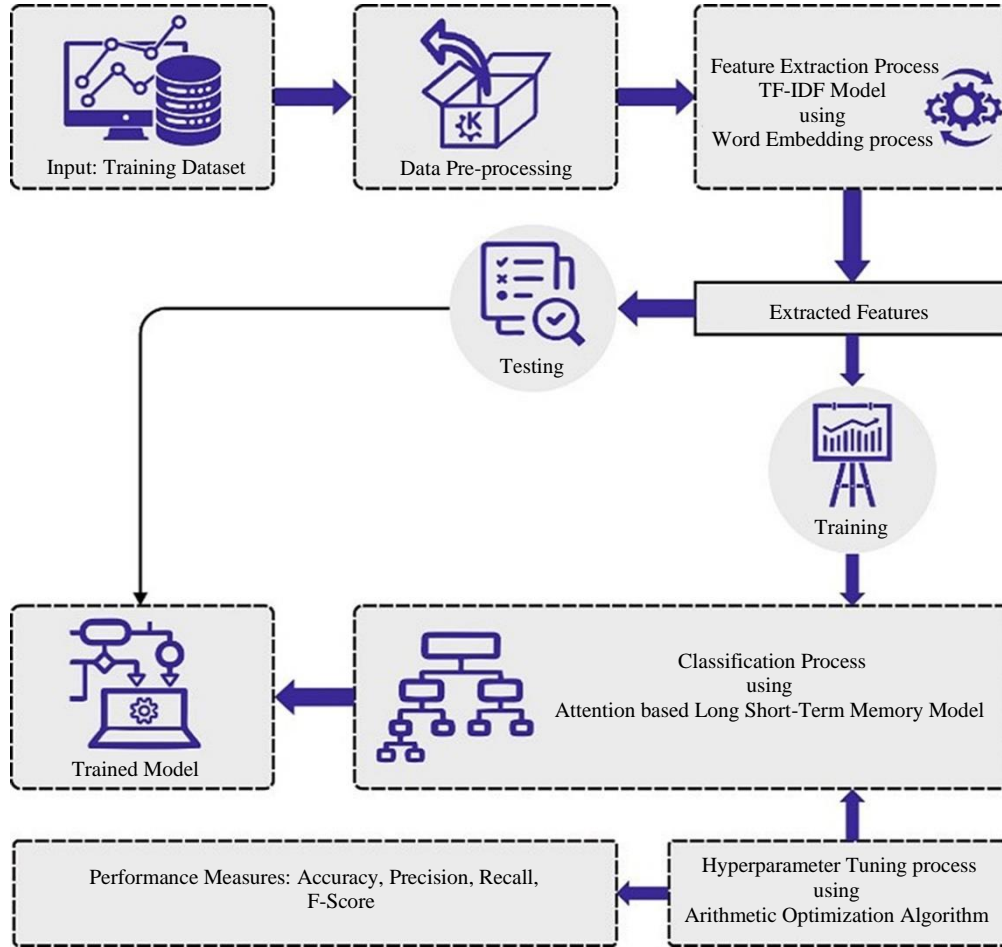 Input: Training Dataset
K
Data Pre-processing
Feature Extraction Process
TF-IDF Model
using
Word Embedding process
Extracted Features
Testing
Training
Classification Process
using
Attention based Long Short-Term Memory Model
Trained Model
Hyperparameter Tuning process
using
Arithmetic Optimization Algorithm
Performance Measures: Accuracy, Precision, Recall,
F-Score